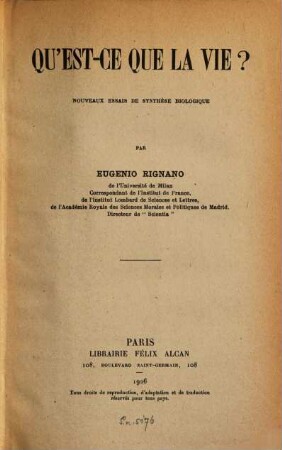 QU'EST-CE QUE LA VIE ?
NOUVEAUX ESSAIS DE SYNTHÈSE BIOLOGIQUE
PAR
EUGENIO RIGNANO
de l'Université de Milan
Correspondant de l'Institut de France,
de l'Institut Lombard de Sciences et Lettres,
de l'Académie Royale des Sciences Morales et Politiques de Madrid.
Directeur de "Scientia"
PARIS
LIBRAIRIE FÉLIX ALCAN
108, BOULEVARD SAINT-GERMAIN, 108
1926
Tous droits de reproduction, d'adaptation et de traduction
réservés pour tous pays.